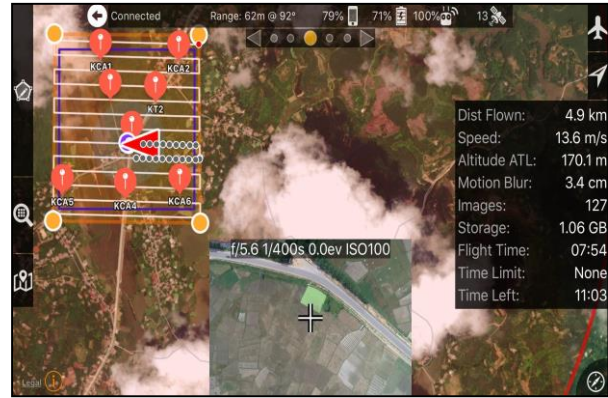 Connected Range: 62m @ 92° 79% 71% 100% 13
KCA1 KCA2
KT2
KCA5 KCA4 KCA6
Dist Flown: 4.9 km
Speed: 13.6 m/s
Altitude ATL: 170.1 m
Motion Blur: 3.4 cm
Images: 127
Storage: 1.06 GB
Flight Time: 07:54
Time Limit: None
Time Left: 11:03
f/5.6 1/400s 0.0ev ISO100
Legal